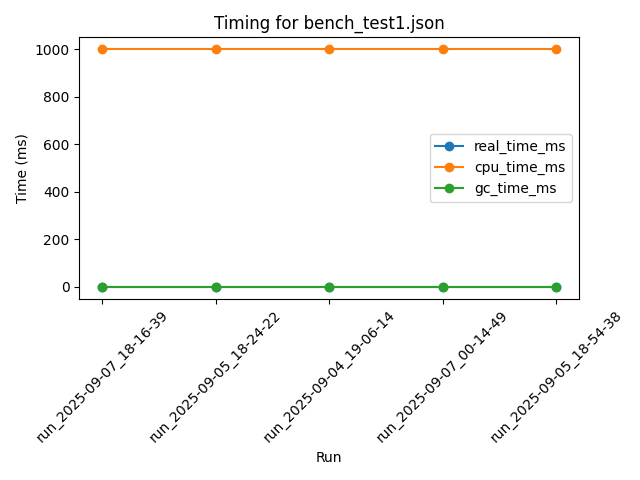 Timing for bench_test1.json
1000
800
600
400
200
0
Time (ms)
real_time_ms
cpu_time_ms
gc_time_ms
run_2025-09-07_18-16-39
run_2025-09-05_18-24-22
run_2025-09-04_19-06-14
run_2025-09-07_00-14-49
run_2025-09-05_18-54-38
Run